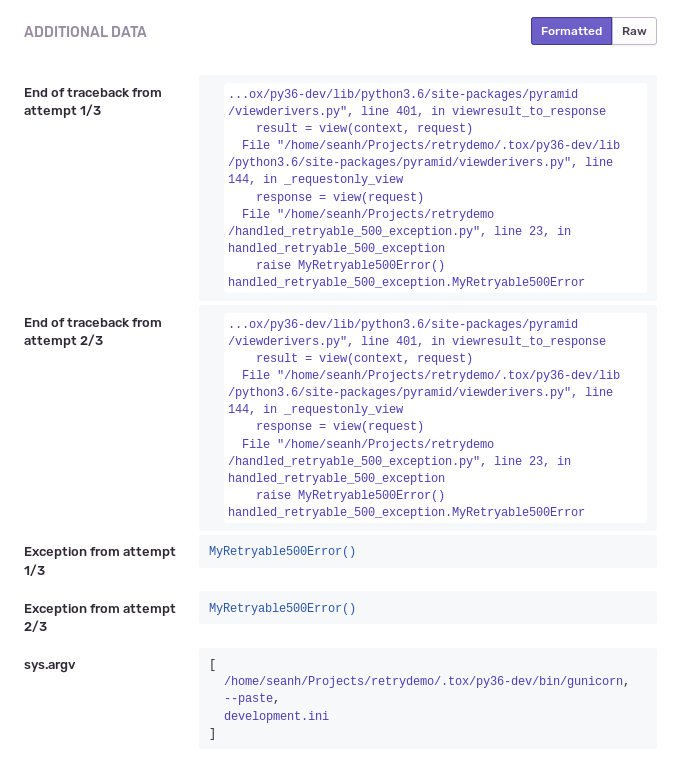 ADDITIONAL DATA
Formatted Raw
End of traceback from
attempt 1/3
...ox/py36-dev/lib/python3.6/site-packages/pyramid
/viewderivers.py", line 401, in viewresult_to_response
    result = view(context, request)
  File "/home/seanh/Projects/retrydemo/.tox/py36-dev/lib
/python3.6/site-packages/pyramid/viewderivers.py", line
144, in _requestonly_view
    response = view(request)
  File "/home/seanh/Projects/retrydemo
/handled_retryable_500_exception.py", line 23, in
handled_retryable_500_exception
    raise MyRetryable500Error()
handled_retryable_500_exception.MyRetryable500Error
End of traceback from
attempt 2/3
...ox/py36-dev/lib/python3.6/site-packages/pyramid
/viewderivers.py", line 401, in viewresult_to_response
    result = view(context, request)
  File "/home/seanh/Projects/retrydemo/.tox/py36-dev/lib
/python3.6/site-packages/pyramid/viewderivers.py", line
144, in _requestonly_view
    response = view(request)
  File "/home/seanh/Projects/retrydemo
/handled_retryable_500_exception.py", line 23, in
handled_retryable_500_exception
    raise MyRetryable500Error()
handled_retryable_500_exception.MyRetryable500Error
Exception from attempt
1/3
MyRetryable500Error()
Exception from attempt
2/3
MyRetryable500Error()
sys.argv
[
  /home/seanh/Projects/retrydemo/.tox/py36-dev/bin/gunicorn,
  --paste,
  development.ini
]